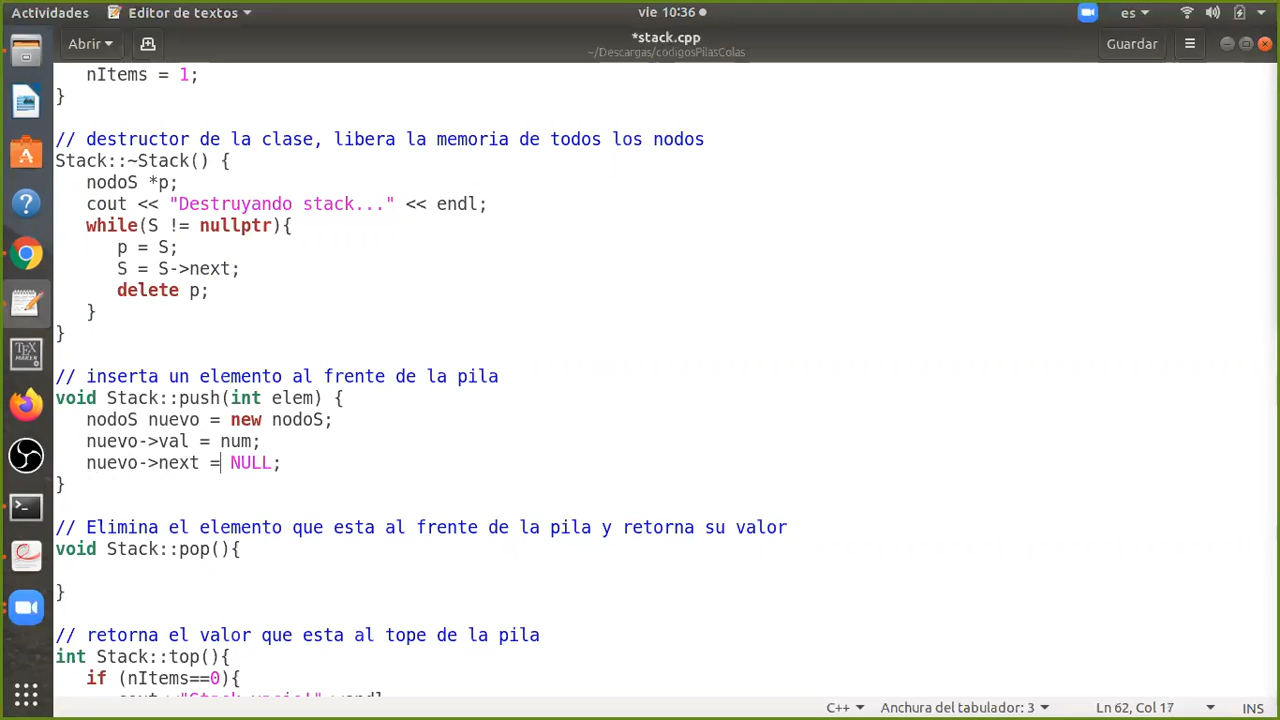 Actividades Editor de textos vie 10:36 es
Abrir *stack.cpp Guardar
~/Descargas/codigosPilasColas
nItems = 1;
}
// destructor de la clase, libera la memoria de todos los nodos
Stack::~Stack() {
nodoS *p;
cout << "Destruyando stack..." << endl;
while(S != nullptr){
p = S;
S = S->next;
delete p;
}
}
// inserta un elemento al frente de la pila
void Stack::push(int elem) {
nodoS nuevo = new nodoS;
nuevo->val = num;
nuevo->next = NULL;
}
// Elimina el elemento que esta al frente de la pila y retorna su valor
void Stack::pop(){
}
// retorna el valor que esta al tope de la pila
int Stack::top(){
if (nItems==0){
C++ Anchura del tabulador: 3 Ln 62, Col 17 INS